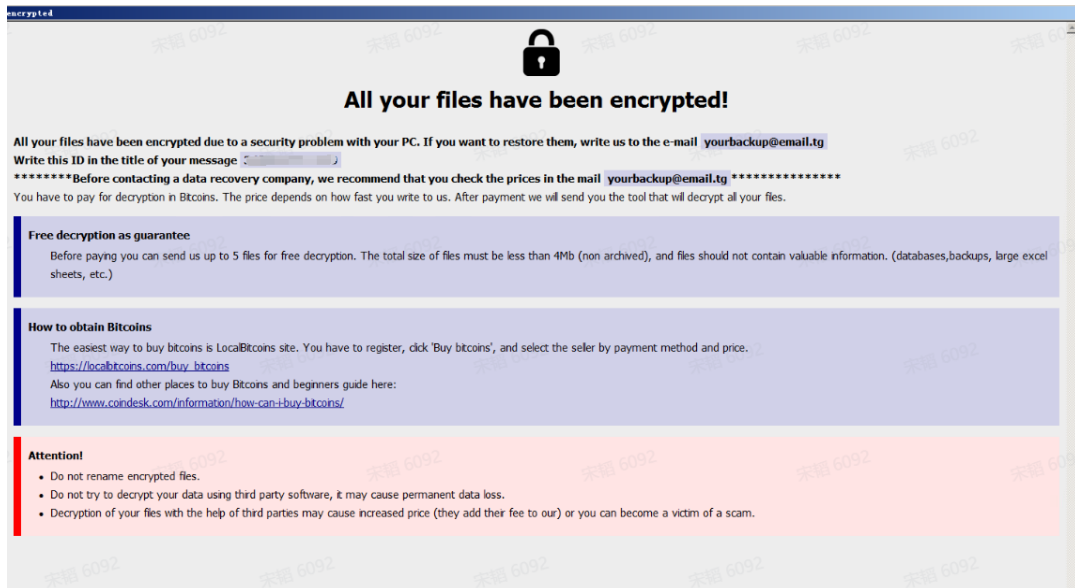 encrypted
All your files have been encrypted!
All your files have been encrypted due to a security problem with your PC. If you want to restore them, write us to the e-mail yourbackup@email.tg
Write this ID in the title of your message
********Before contacting a data recovery company, we recommend that you check the prices in the mail yourbackup@email.tg ***************
You have to pay for decryption in Bitcoins. The price depends on how fast you write to us. After payment we will send you the tool that will decrypt all your files.
Free decryption as guarantee
Before paying you can send us up to 5 files for free decryption. The total size of files must be less than 4Mb (non archived), and files should not contain valuable information. (databases,backups, large excel
sheets, etc.)
How to obtain Bitcoins
The easiest way to buy bitcoins is LocalBitcoins site. You have to register, click 'Buy bitcoins', and select the seller by payment method and price.
https://localbitcoins.com/buy_bitcoins
Also you can find other places to buy Bitcoins and beginners guide here:
http://www.coindesk.com/information/how-can-i-buy-bitcoins/
Attention!
• Do not rename encrypted files.
• Do not try to decrypt your data using third party software, it may cause permanent data loss.
• Decryption of your files with the help of third parties may cause increased price (they add their fee to our) or you can become a victim of a scam.
宋韬 6092